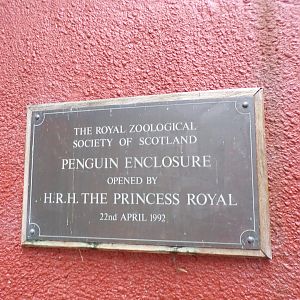 THE ROYAL ZOOLOGICAL
SOCIETY OF SCOTLAND
PENGUIN ENCLOSURE
OPENED BY
H.R.H. THE PRINCESS ROYAL
22nd APRIL 1992